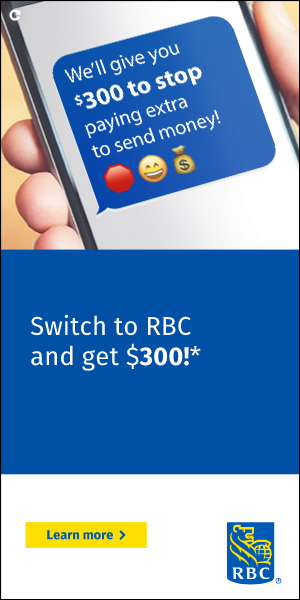 We'll give you
$300 to stop
paying extra
to send money!
Switch to RBC
and get $300!*
Learn more >
RBC
®